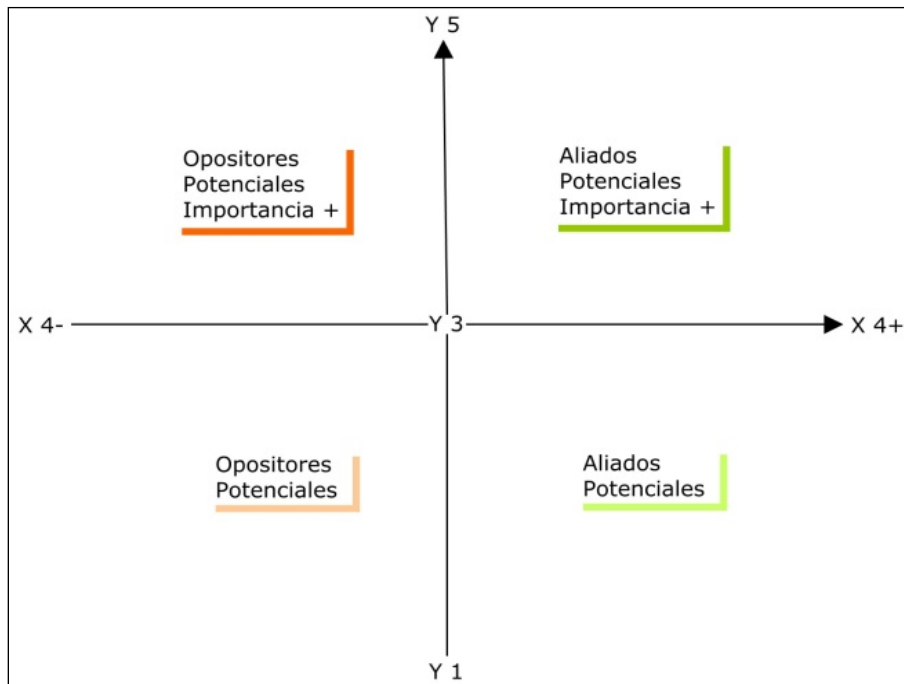 Y 5
Opositores
Potenciales
Importancia +
Aliados
Potenciales
Importancia +
X 4-
Y 3
X 4+
Opositores
Potenciales
Aliados
Potenciales
Y 1